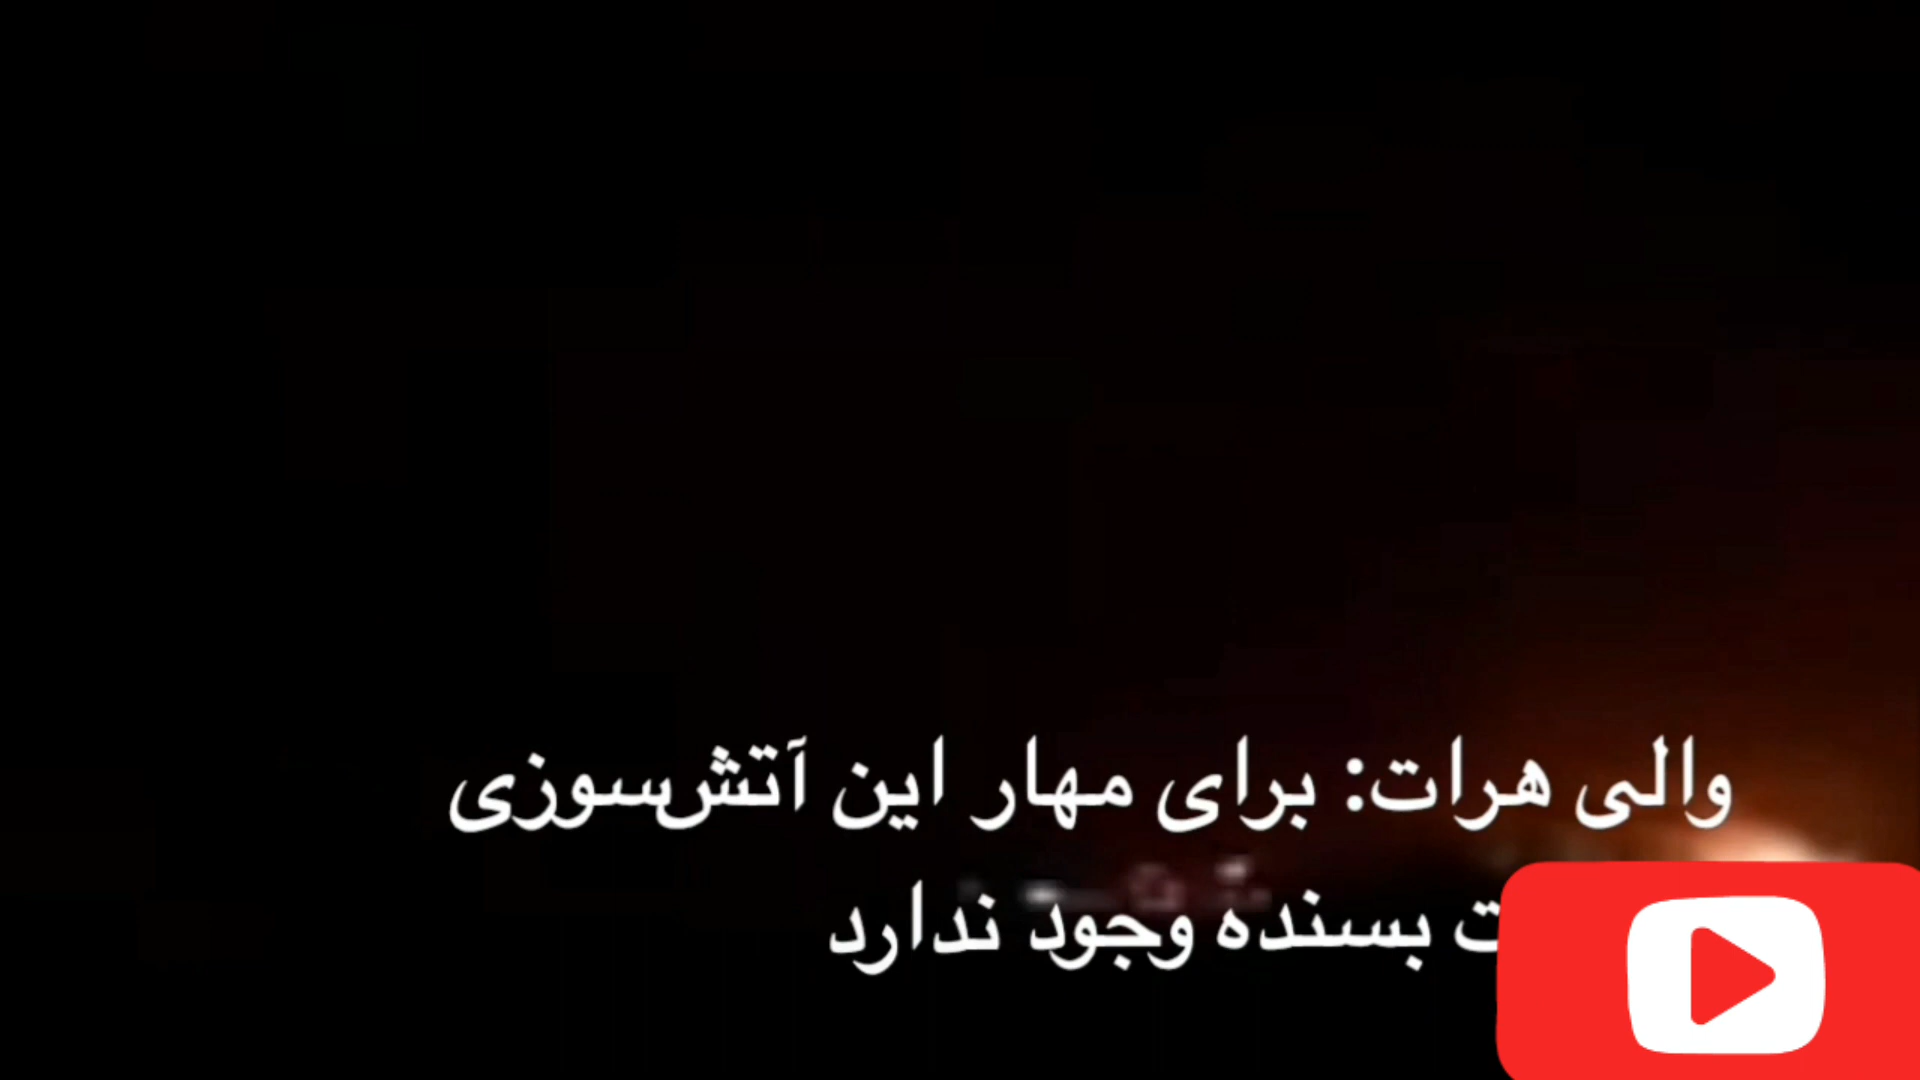 والی هرات: برای مهار این آتش‌سوزی
بسنده وجود ندارد